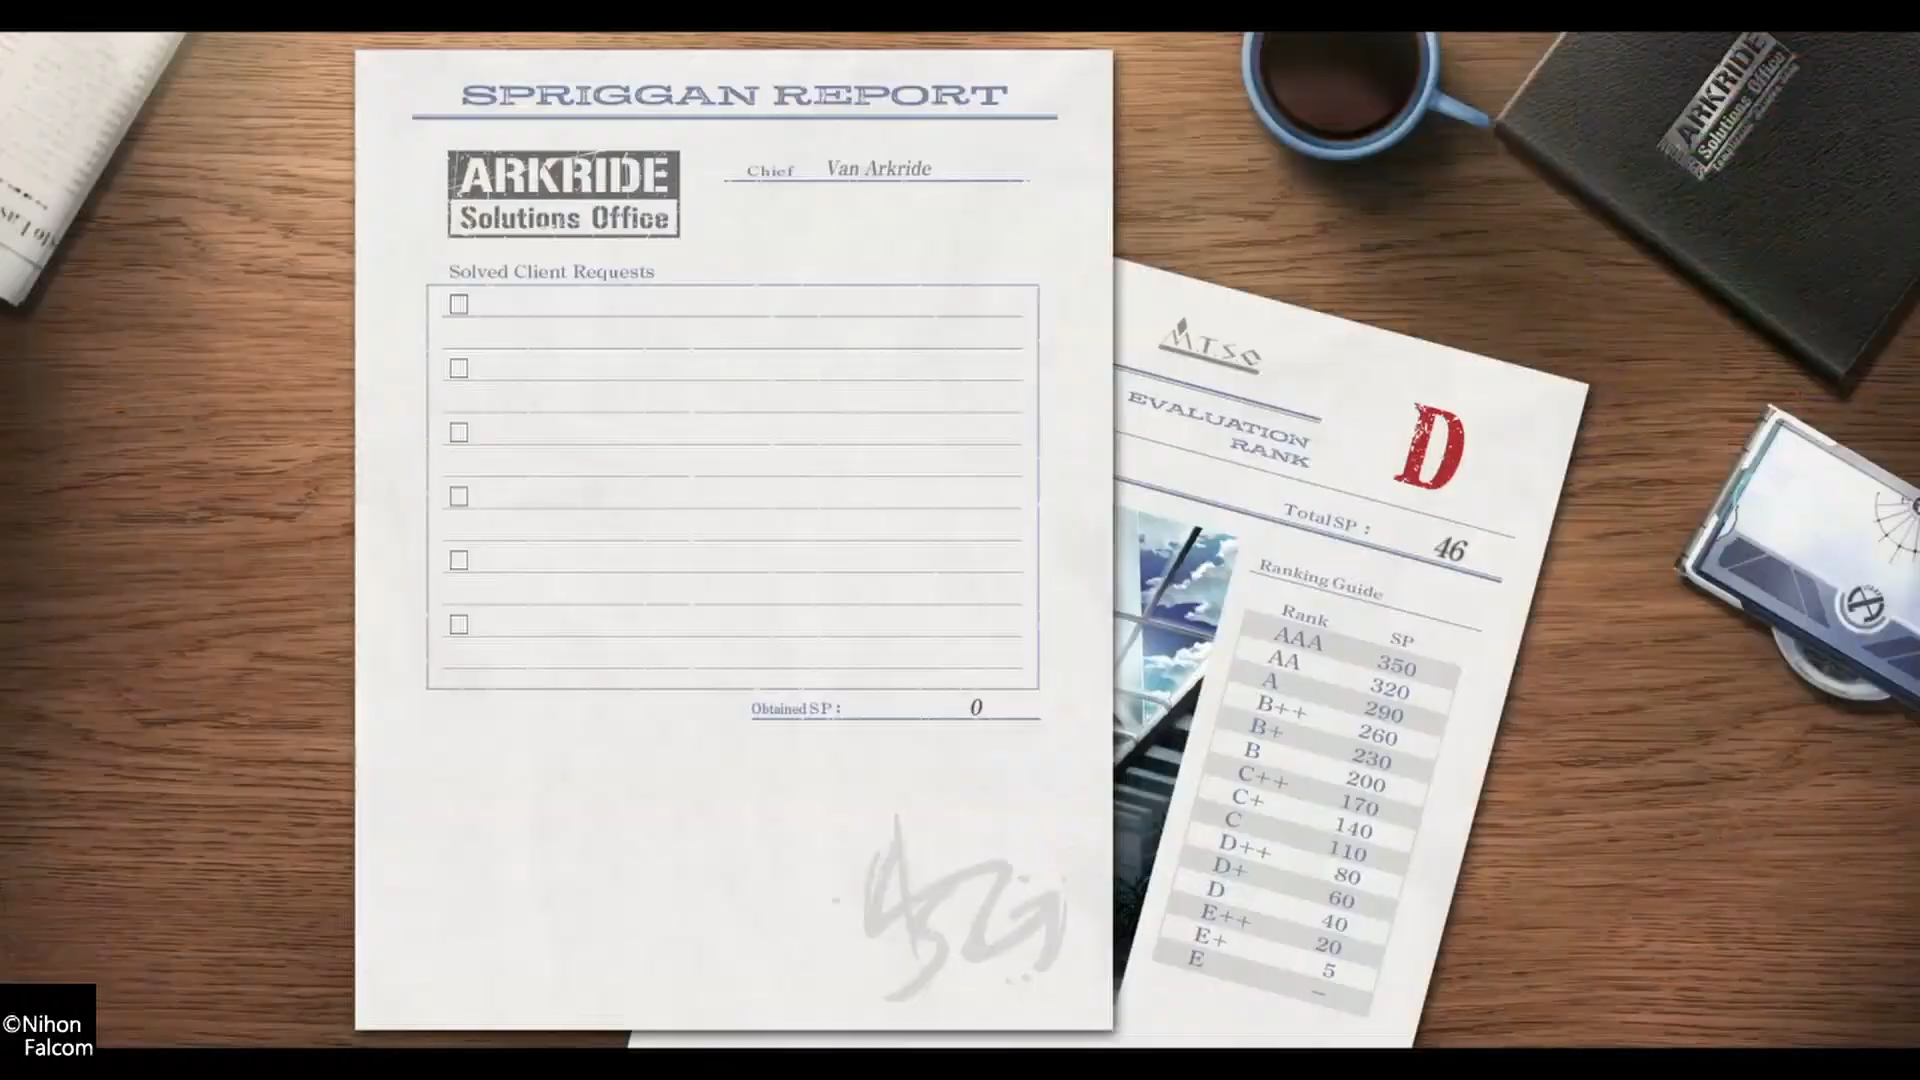 SPRIGGAN REPORT
ARKRIDE
Solutions Office
Chief Van Arkride
Solved Client Requests
Obtained SP : 0
M.T.S.C
EVALUATION
RANK
D
Total SP :
46
Ranking Guide
Rank SP
AAA 350
AA 320
A 290
B++ 260
B+ 230
B 200
C++ 170
C+ 140
C 110
D++ 80
D+ 60
D 40
E++ 20
E+ 5
E –
ARKRIDE
Solutions Office
©Nihon
Falcom